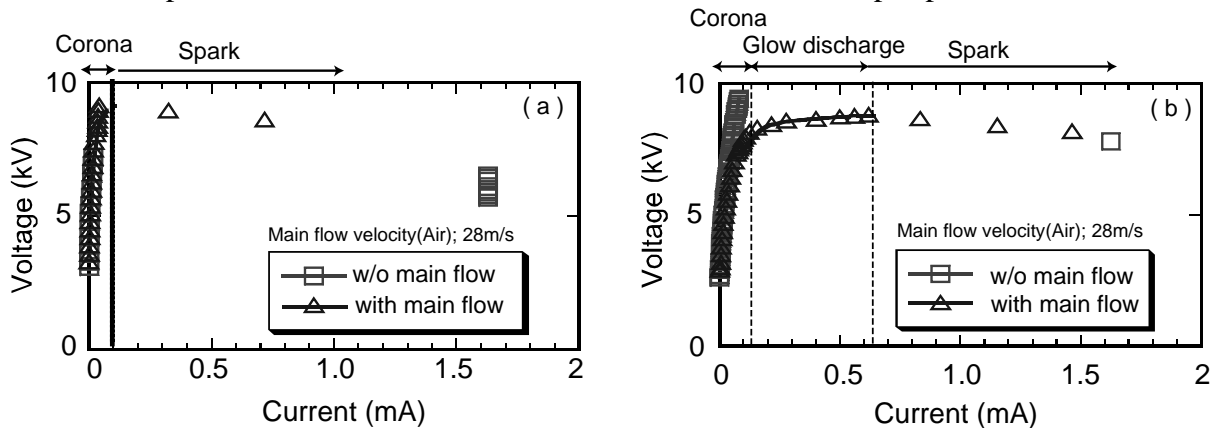 Corona
Spark
( a )
10
5
0
Voltage (kV)
Main flow velocity(Air); 28m/s
w/o main flow
with main flow
0
0.5
1.0
1.5
2
Current (mA)
Corona
Glow discharge
Spark
( b )
10
5
0
Voltage (kV)
Main flow velocity(Air); 28m/s
w/o main flow
with main flow
0
0.5
1.0
1.5
2
Current (mA)